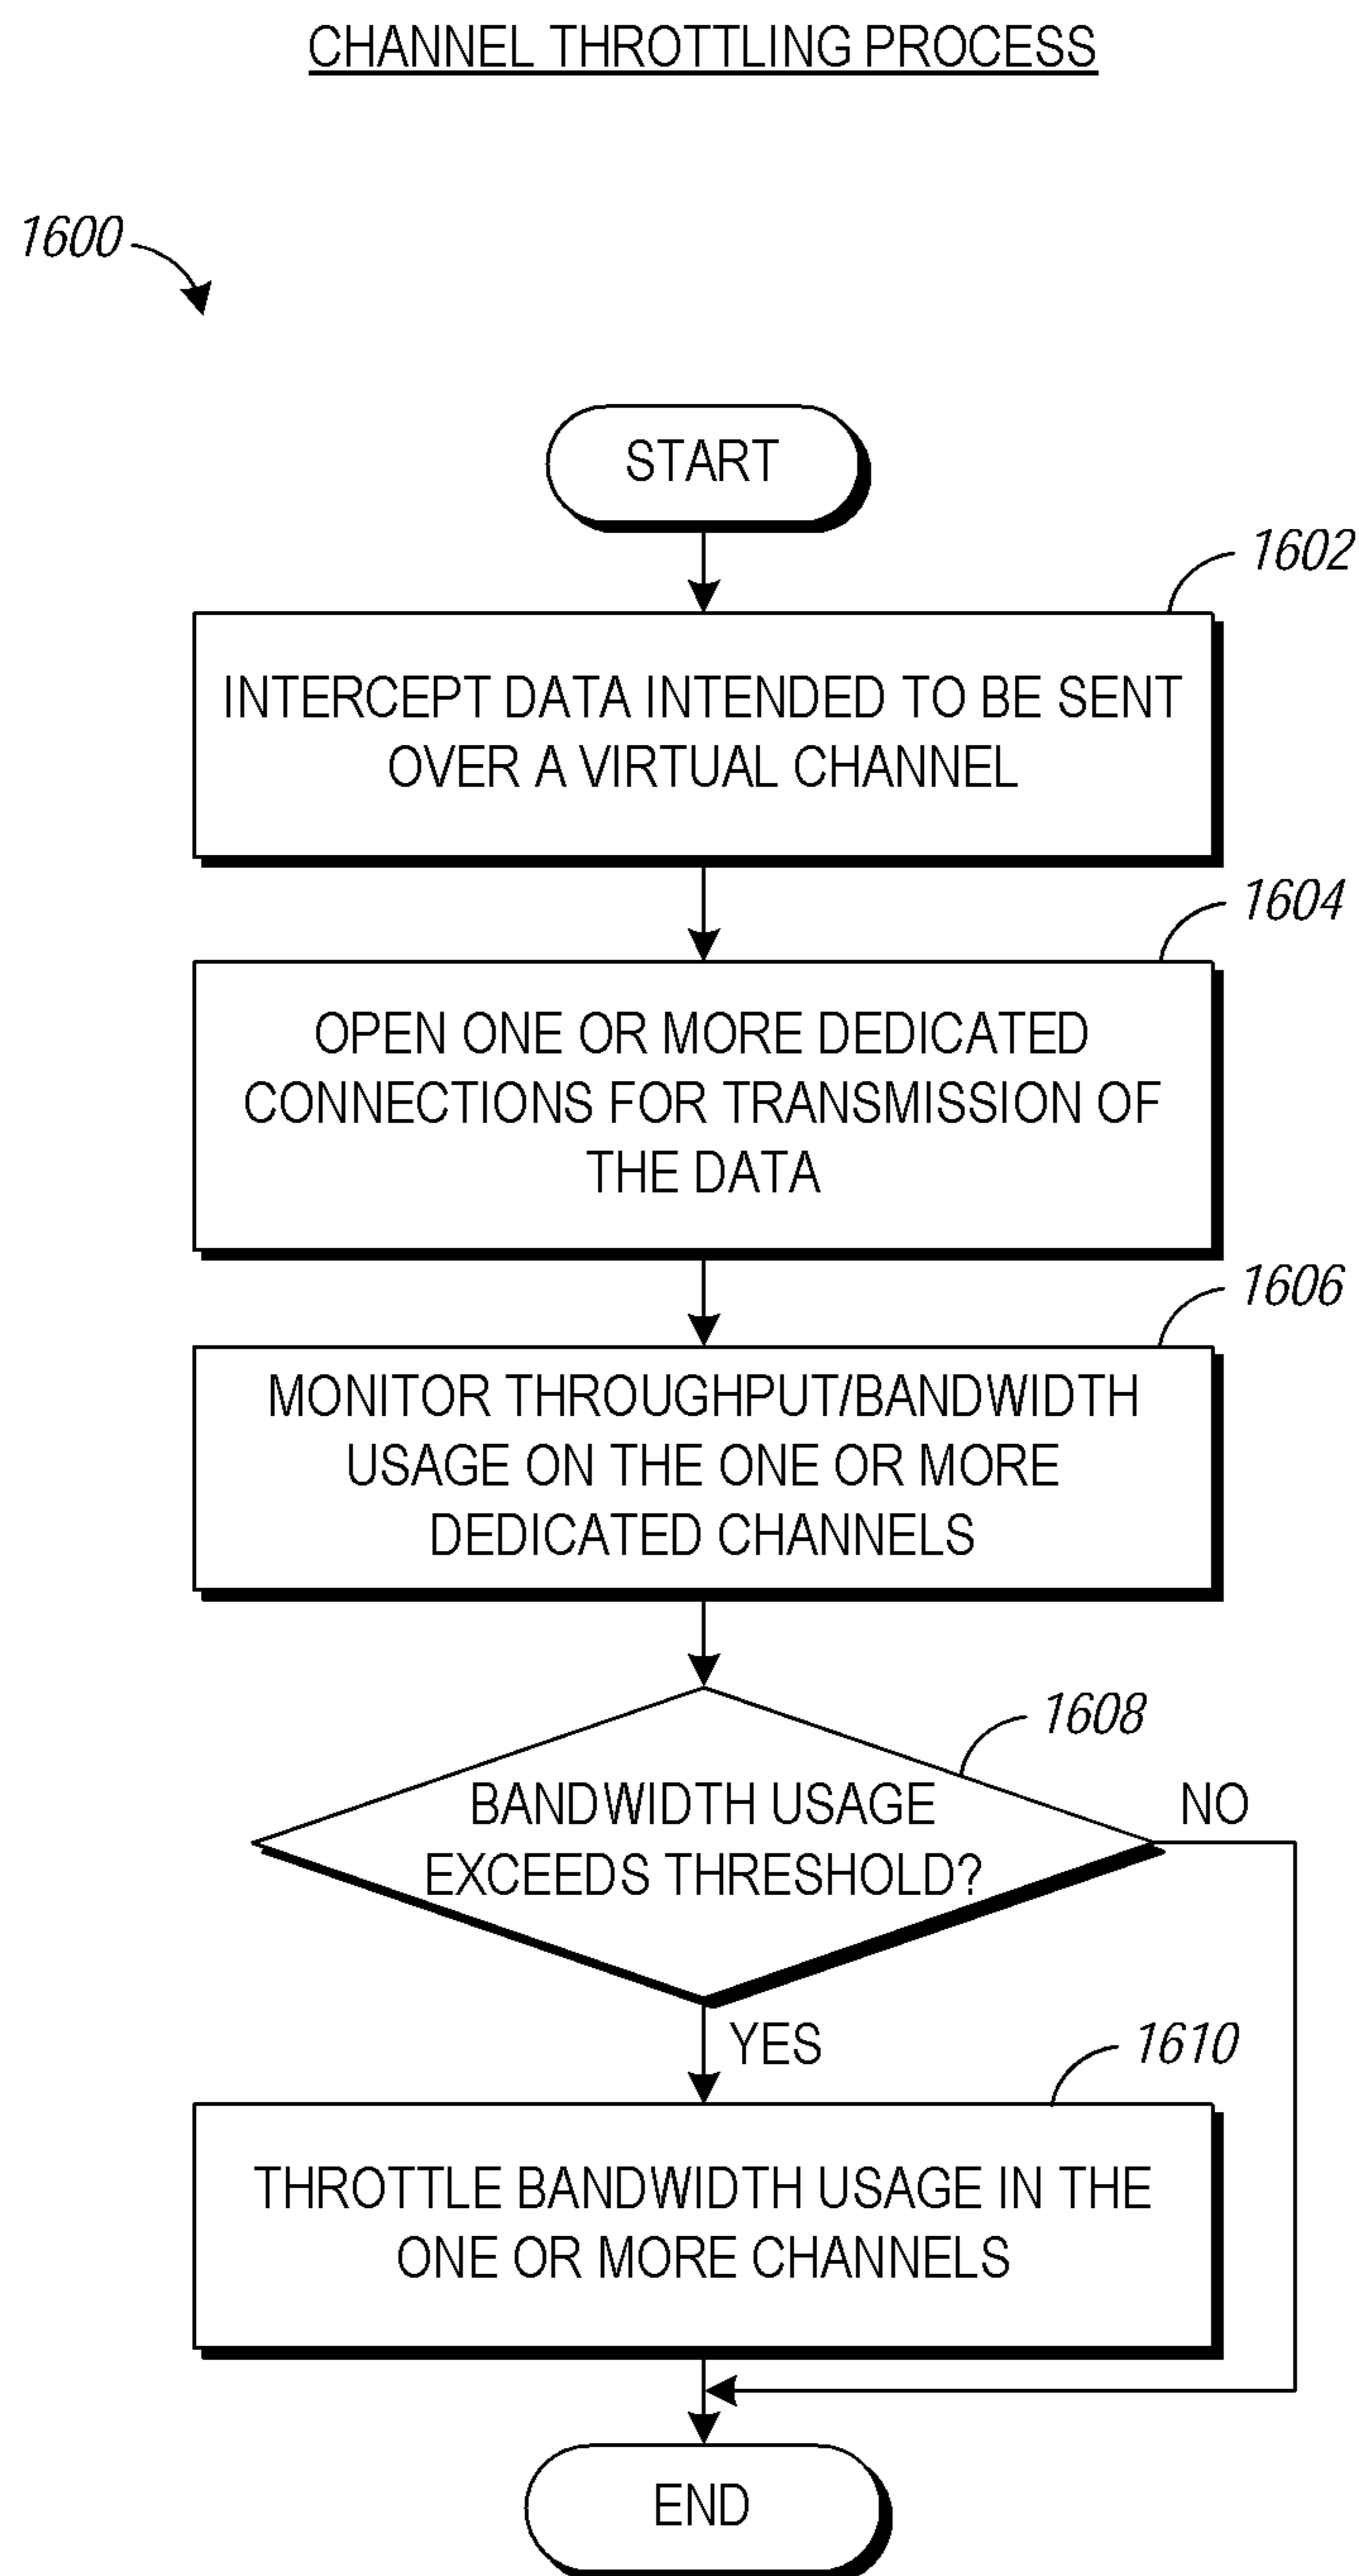 CHANNEL THROTTLING PROCESS
1600
START
1602
INTERCEPT DATA INTENDED TO BE SENT
OVER A VIRTUAL CHANNEL
1604
OPEN ONE OR MORE DEDICATED
CONNECTIONS FOR TRANSMISSION OF
THE DATA
1606
MONITOR THROUGHPUT/BANDWIDTH
USAGE ON THE ONE OR MORE
DEDICATED CHANNELS
1608
BANDWIDTH USAGE
EXCEEDS THRESHOLD?
NO
YES
1610
THROTTLE BANDWIDTH USAGE IN THE
ONE OR MORE CHANNELS
END